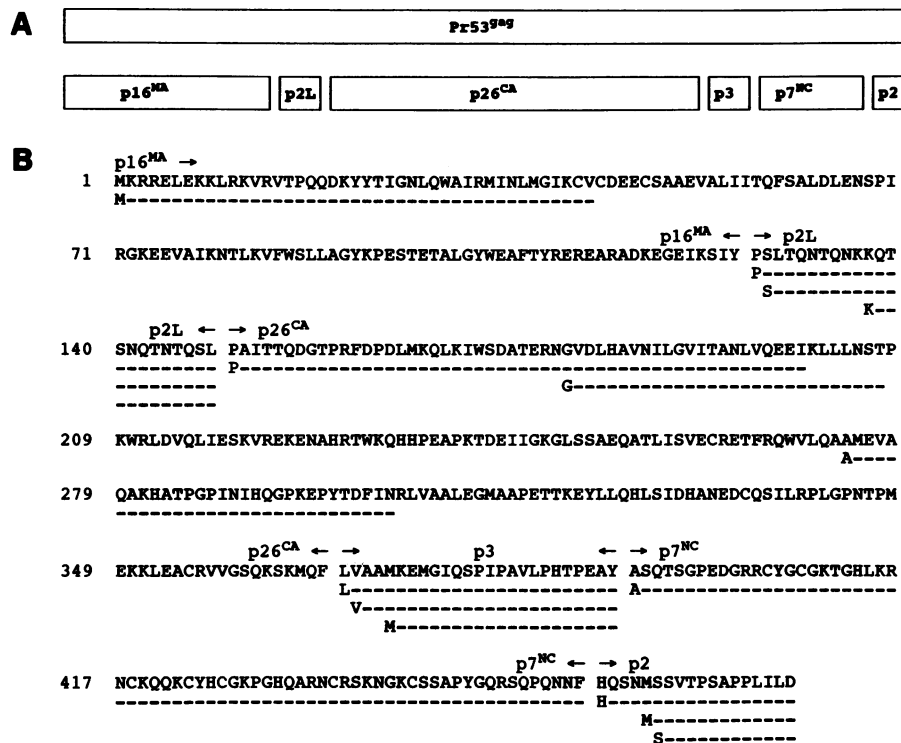 A
Pr53gag
p16MA p2L p26CA p3 p7NC p2
B
p16MA →
1 MKRRELEKKLRKVRVTPQQDKYYTIGNLQWAIRMINLMGIKCVCDEECSAAEVALIITQFSALDLENSPI
M------------------------------------------
p16MA ← → p2L
71 RGKEEVAIKNTLKVFWSLLAGYKPESTETALGYWEAFTYREREARADKEGEIKSIY PSLTQNTQNKKQT
P------------
S-----------
K--
p2L ← → p26CA
140 SNQTNTQSL PAITTQDGTPRFDPDLMKQLKIWSDATERNGVDLHAVNILGVITANLVQEEIKLLLNSTP
--------- P---------------------------------------------------
--------- G----------------------------
---------
209 KWRLDVQLIESKVREKENAHRTWKQHHPEAPKTDEIIGKGLSSAEQATLISVECRETFRQWVLQAAMEVA
A----
279 QAKHATPGPINIHQGPKEPYTDFINRLVAALEGMAAPETTKEYLLQHLSIDHANEDCQSILRPLGPNTPM
-------------------------
p26CA ← → p3 ← → p7NC
349 EKKLEACRVVGSQKSKMQF LVAAMKEMGIQSPIPAVLPHTPEAY ASQTSGPEDGRRCYGCGKTGHLKR
L------------------------ A-----------------------
V-----------------------
M--------------------
p7NC ← → p2
417 NCKQQKCYHCGKPGHQARNCRSKNGKCSSAPYGQRSQPQNNF HQSNMSSVTPSAPPLILD
------------------------------------------ H-----------------
M-------------
S------------